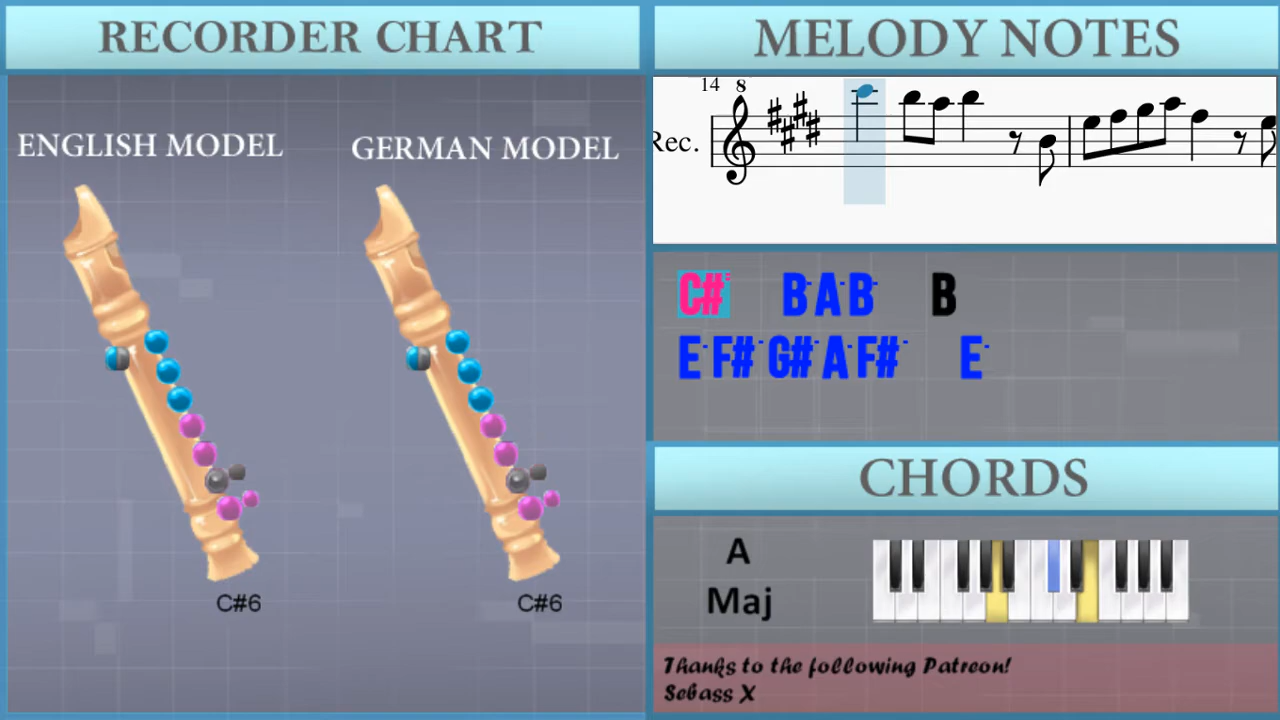 RECORDER CHART
ENGLISH MODEL
GERMAN MODEL
C#6
C#6
MELODY NOTES
14
8
Rec.
C#¨ B˙ A˙ B˙ B
E˙ F#˙ G#˙ A˙ F#˙ E˙
CHORDS
A
Maj
Thanks to the following Patreon!
Sebass X